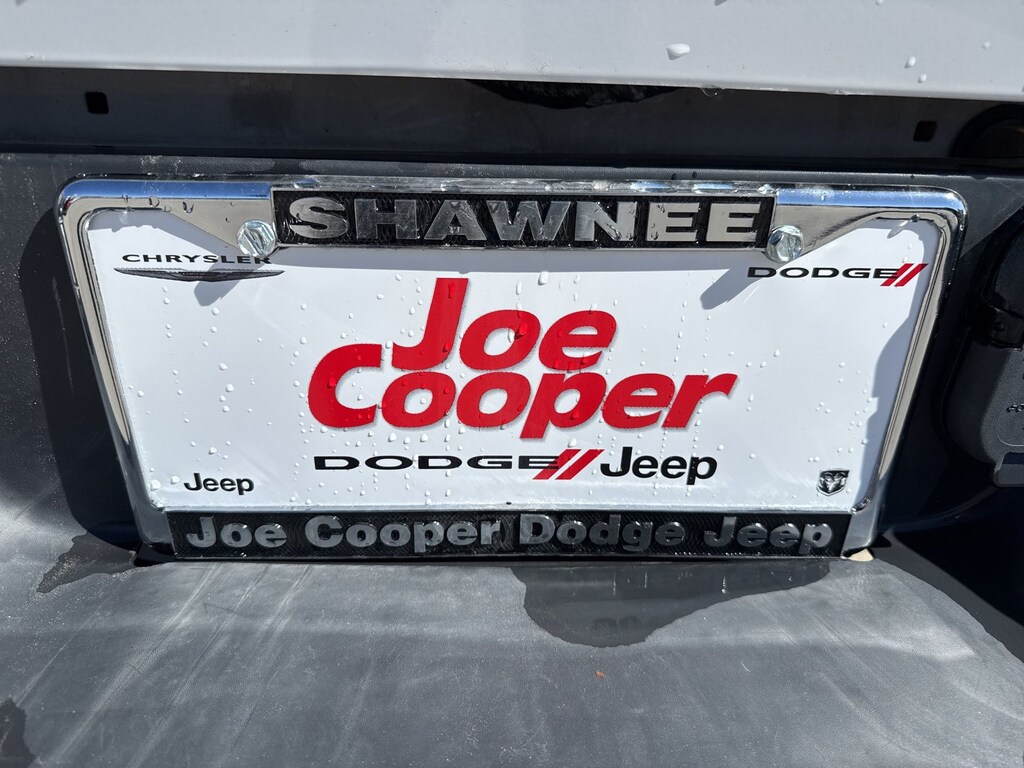 SHAWNEE
CHRYSLER
DODGE
Joe
Cooper
DODGE Jeep
Jeep
Joe Cooper Dodge Jeep